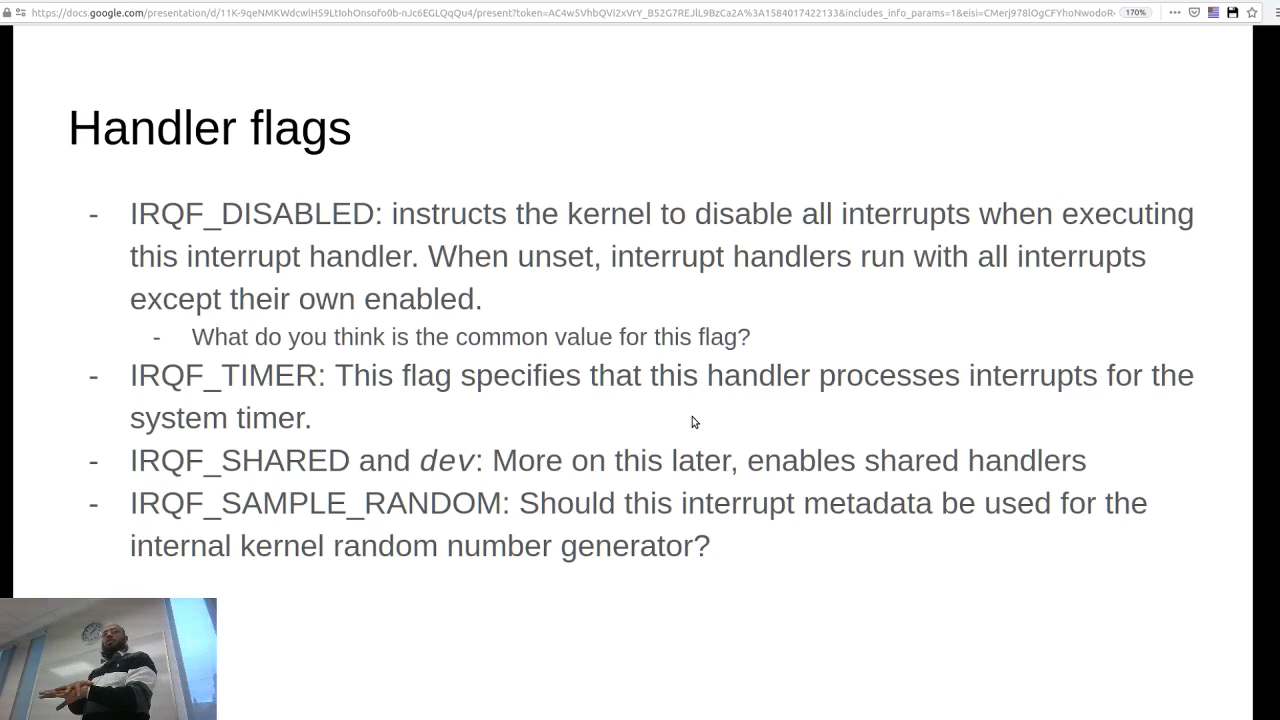 https://docs.google.com/presentation/d/11K-9qeNMKWdcwlH59LtIohOnsofo0b-nJc6EGLQqQu4/present?token=AC4w5VhbQVi2xVrY_B52G7REJlL9BzCa2A%3A1584017422133&includes_info_params=1&eisi=CMerj978lOgCFYhoNwodoR
170%
Handler flags
- IRQF_DISABLED: instructs the kernel to disable all interrupts when executing
this interrupt handler. When unset, interrupt handlers run with all interrupts
except their own enabled.
- What do you think is the common value for this flag?
- IRQF_TIMER: This flag specifies that this handler processes interrupts for the
system timer.
- IRQF_SHARED and dev: More on this later, enables shared handlers
- IRQF_SAMPLE_RANDOM: Should this interrupt metadata be used for the
internal kernel random number generator?